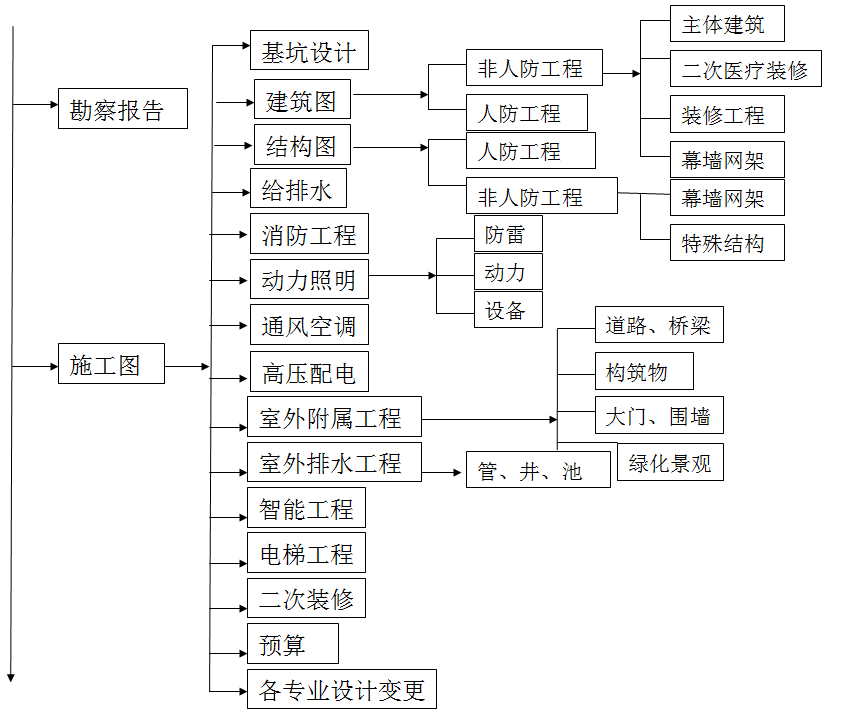 勘察报告
施工图
基坑设计
建筑图
结构图
给排水
消防工程
动力照明
通风空调
高压配电
室外附属工程
室外排水工程
智能工程
电梯工程
二次装修
预算
各专业设计变更
非人防工程
人防工程
人防工程
非人防工程
防雷
动力
设备
管、井、池
主体建筑
二次医疗装修
装修工程
幕墙网架
幕墙网架
特殊结构
道路、桥梁
构筑物
大门、围墙
绿化景观